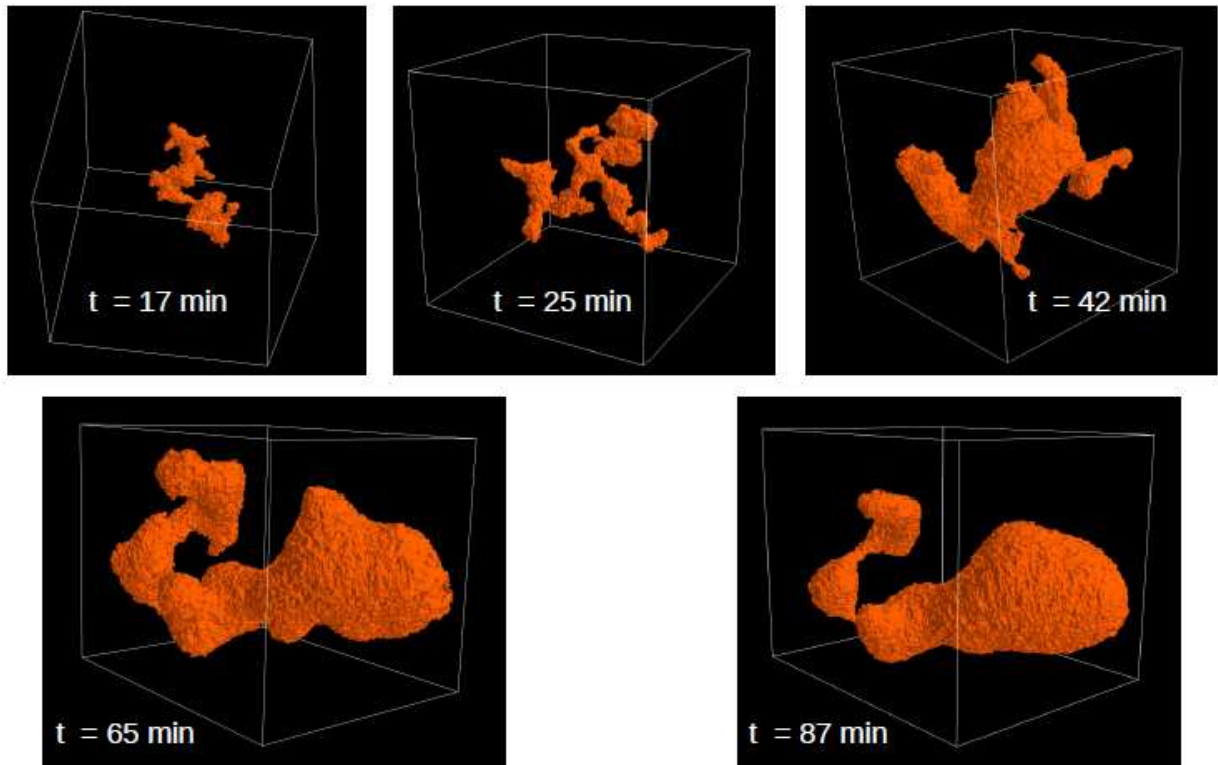 t = 17 min
t = 25 min
t = 42 min
t = 65 min
t = 87 min